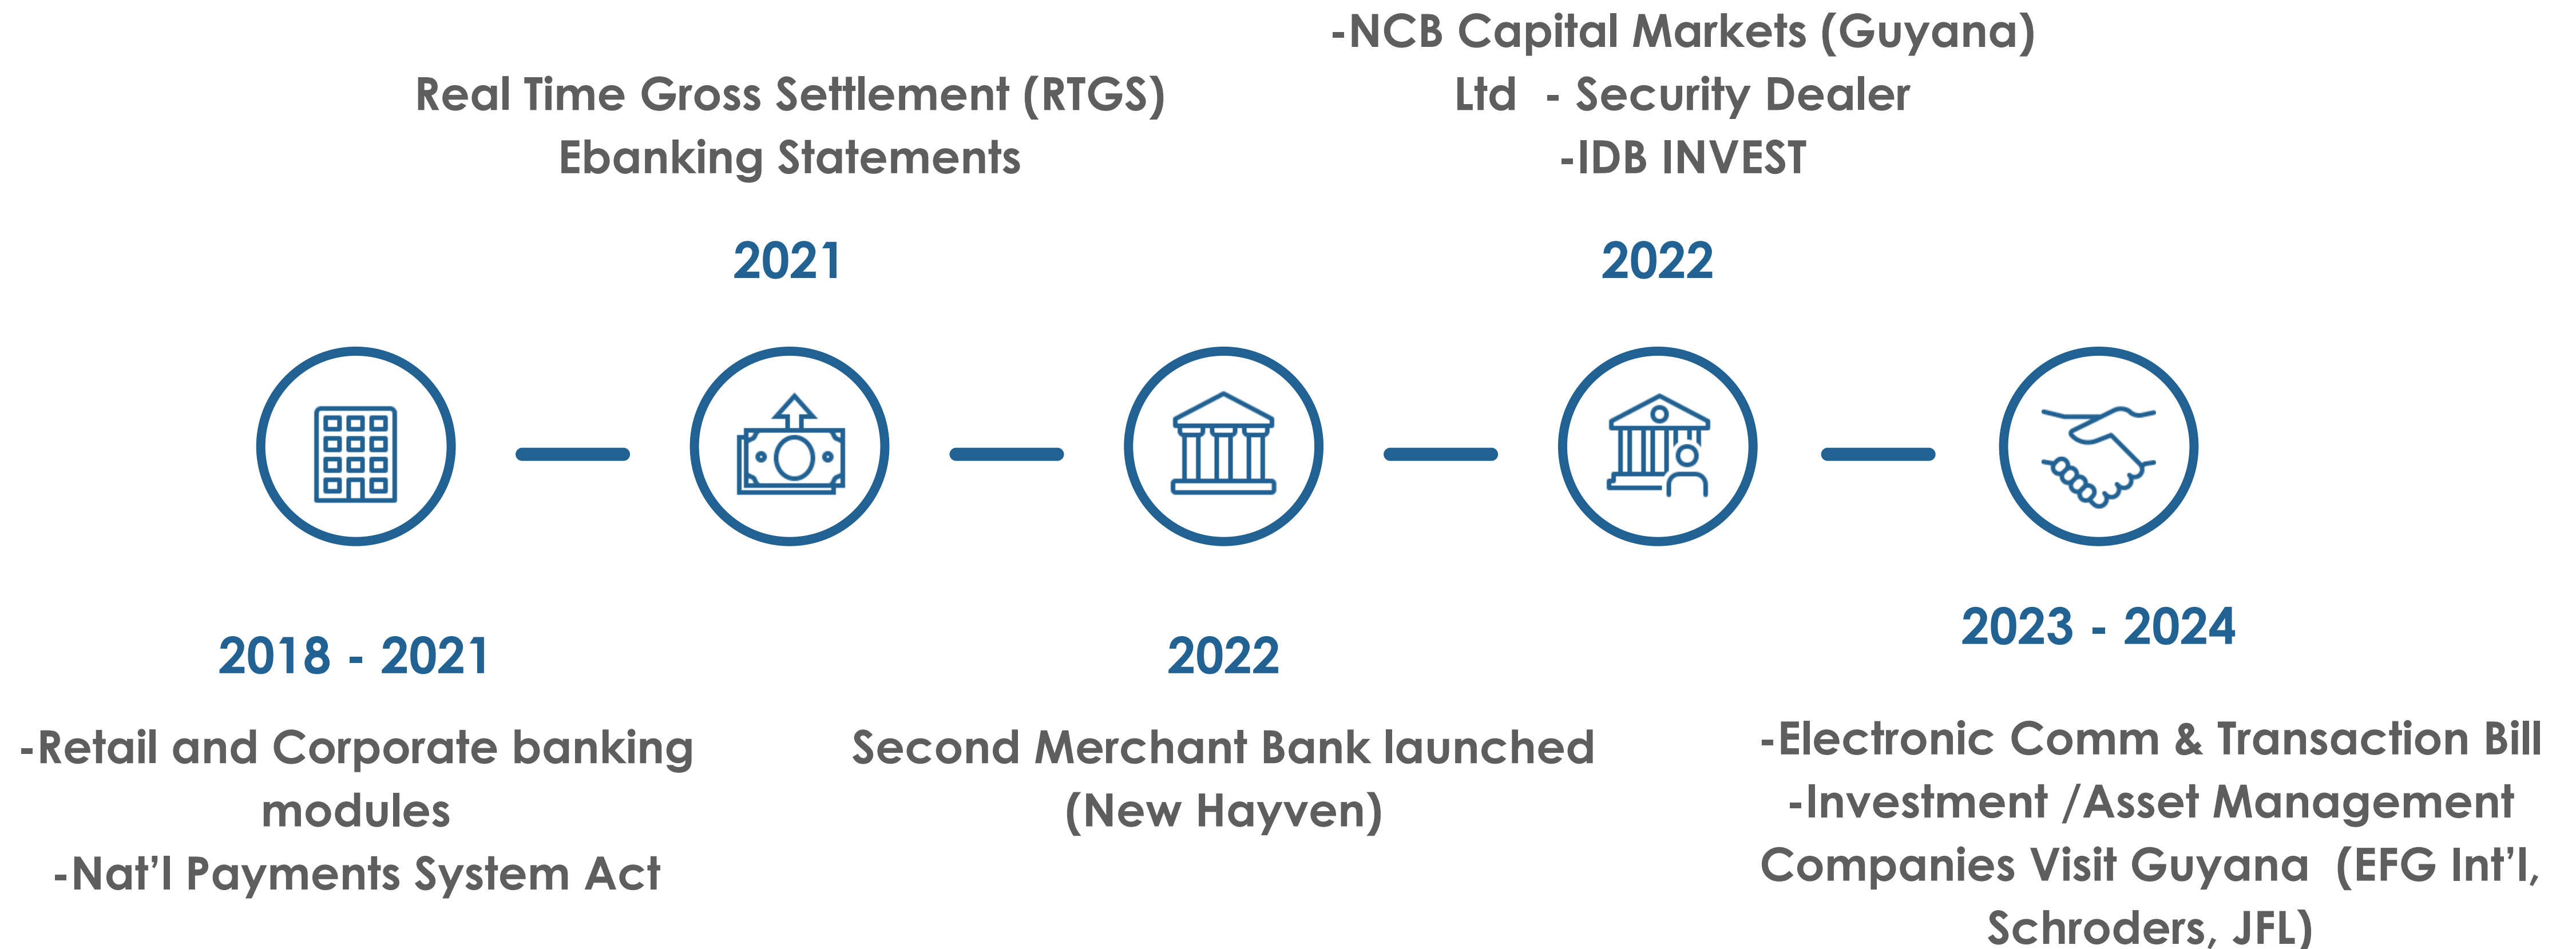 2018 - 2021
-Retail and Corporate banking
modules
-Nat’l Payments System Act
Real Time Gross Settlement (RTGS)
Ebanking Statements
2021
2022
Second Merchant Bank launched
(New Hayven)
-NCB Capital Markets (Guyana)
Ltd  - Security Dealer
-IDB INVEST
2022
2023 - 2024
-Electronic Comm & Transaction Bill
-Investment /Asset Management
Companies Visit Guyana  (EFG Int’l,
Schroders, JFL)